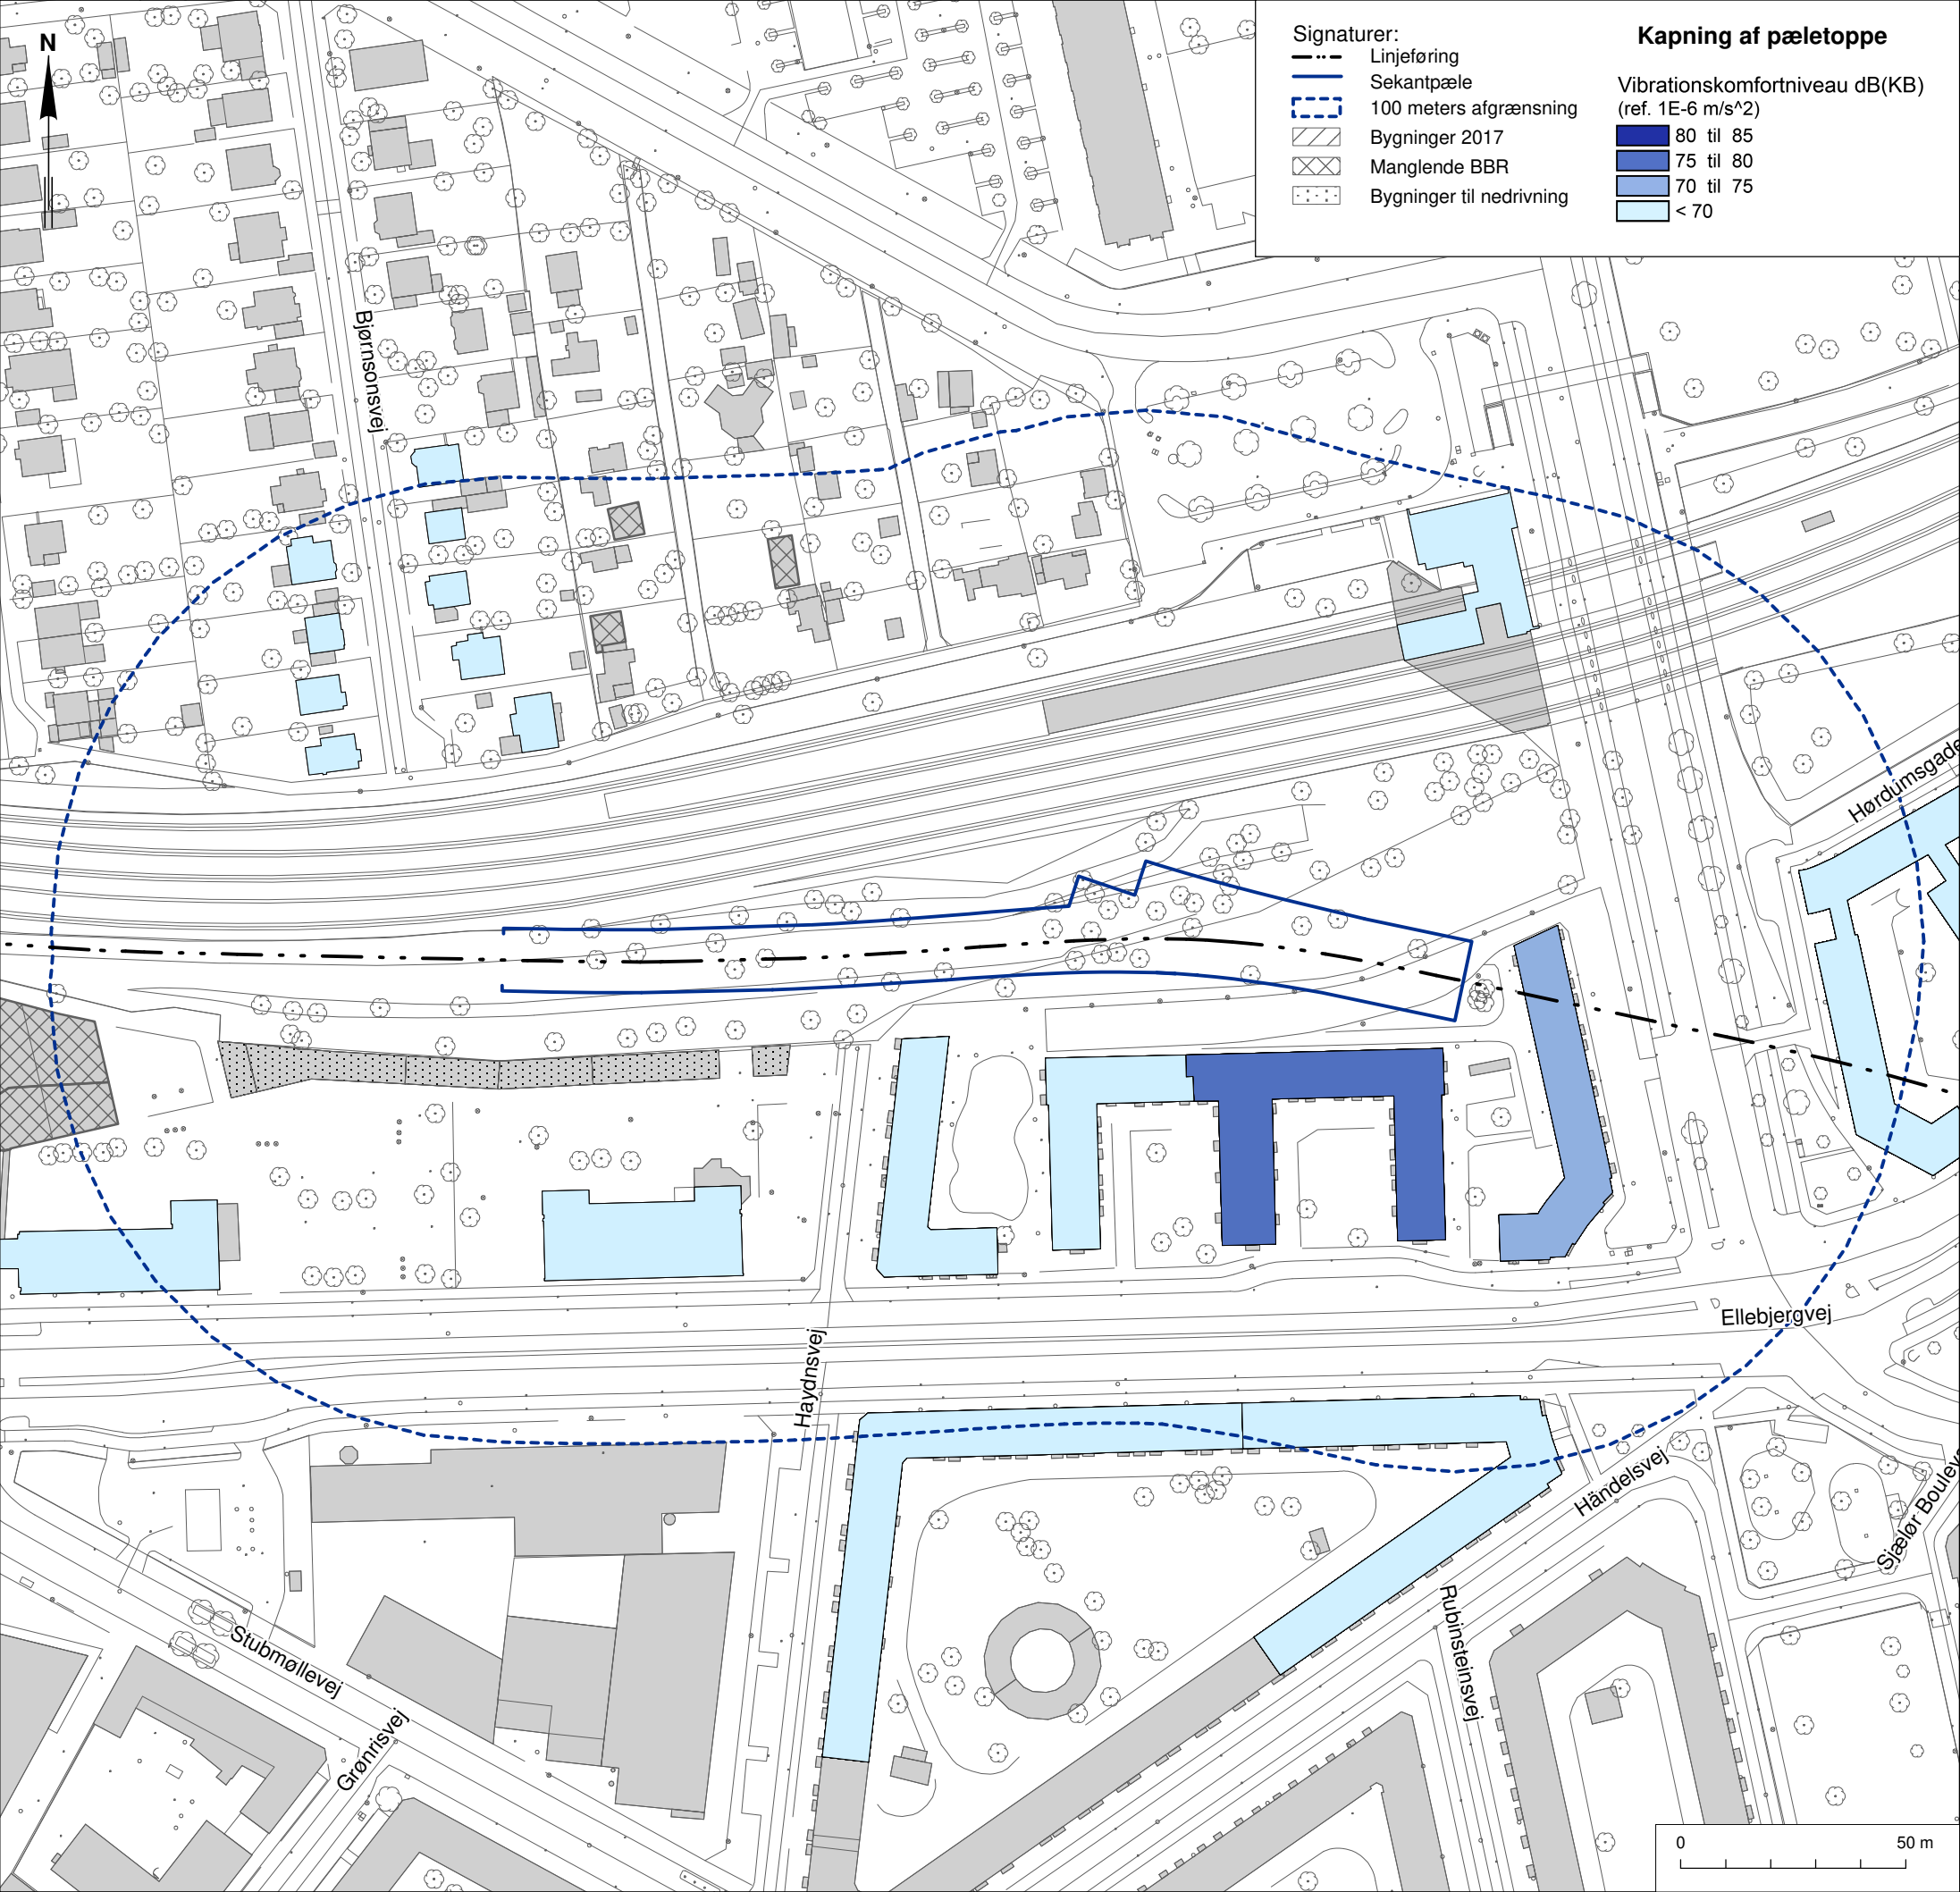 N
Signaturer:
Linjeføring
Sekantpæle
100 meters afgrænsning
Bygninger 2017
Manglende BBR
Bygninger til nedrivning
Kapning af pæletoppe
Vibrationskomfortniveau dB(KB)
(ref. 1E-6 m/s^2)
80 til 85
75 til 80
70 til 75
< 70
Bjørnsonsvej
Hørdumsgade
Ellebjergvej
Haydnsvej
Händelsvej
Sjælør Boulev
Rubinsteinsvej
Stubmøllevej
Grønrisvej
0 50 m